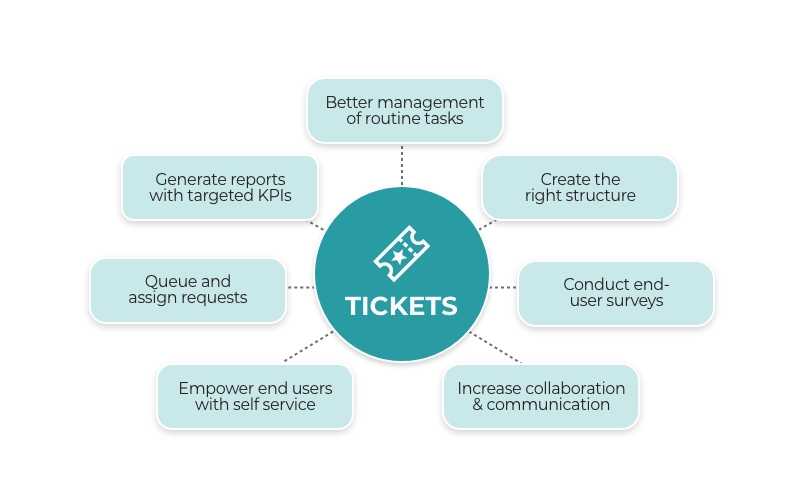 Better management
of routine tasks
Generate reports
with targeted KPIs
Create the
right structure
Queue and
assign requests
TICKETS
Conduct end-
user surveys
Empower end users
with self service
Increase collaboration
& communication